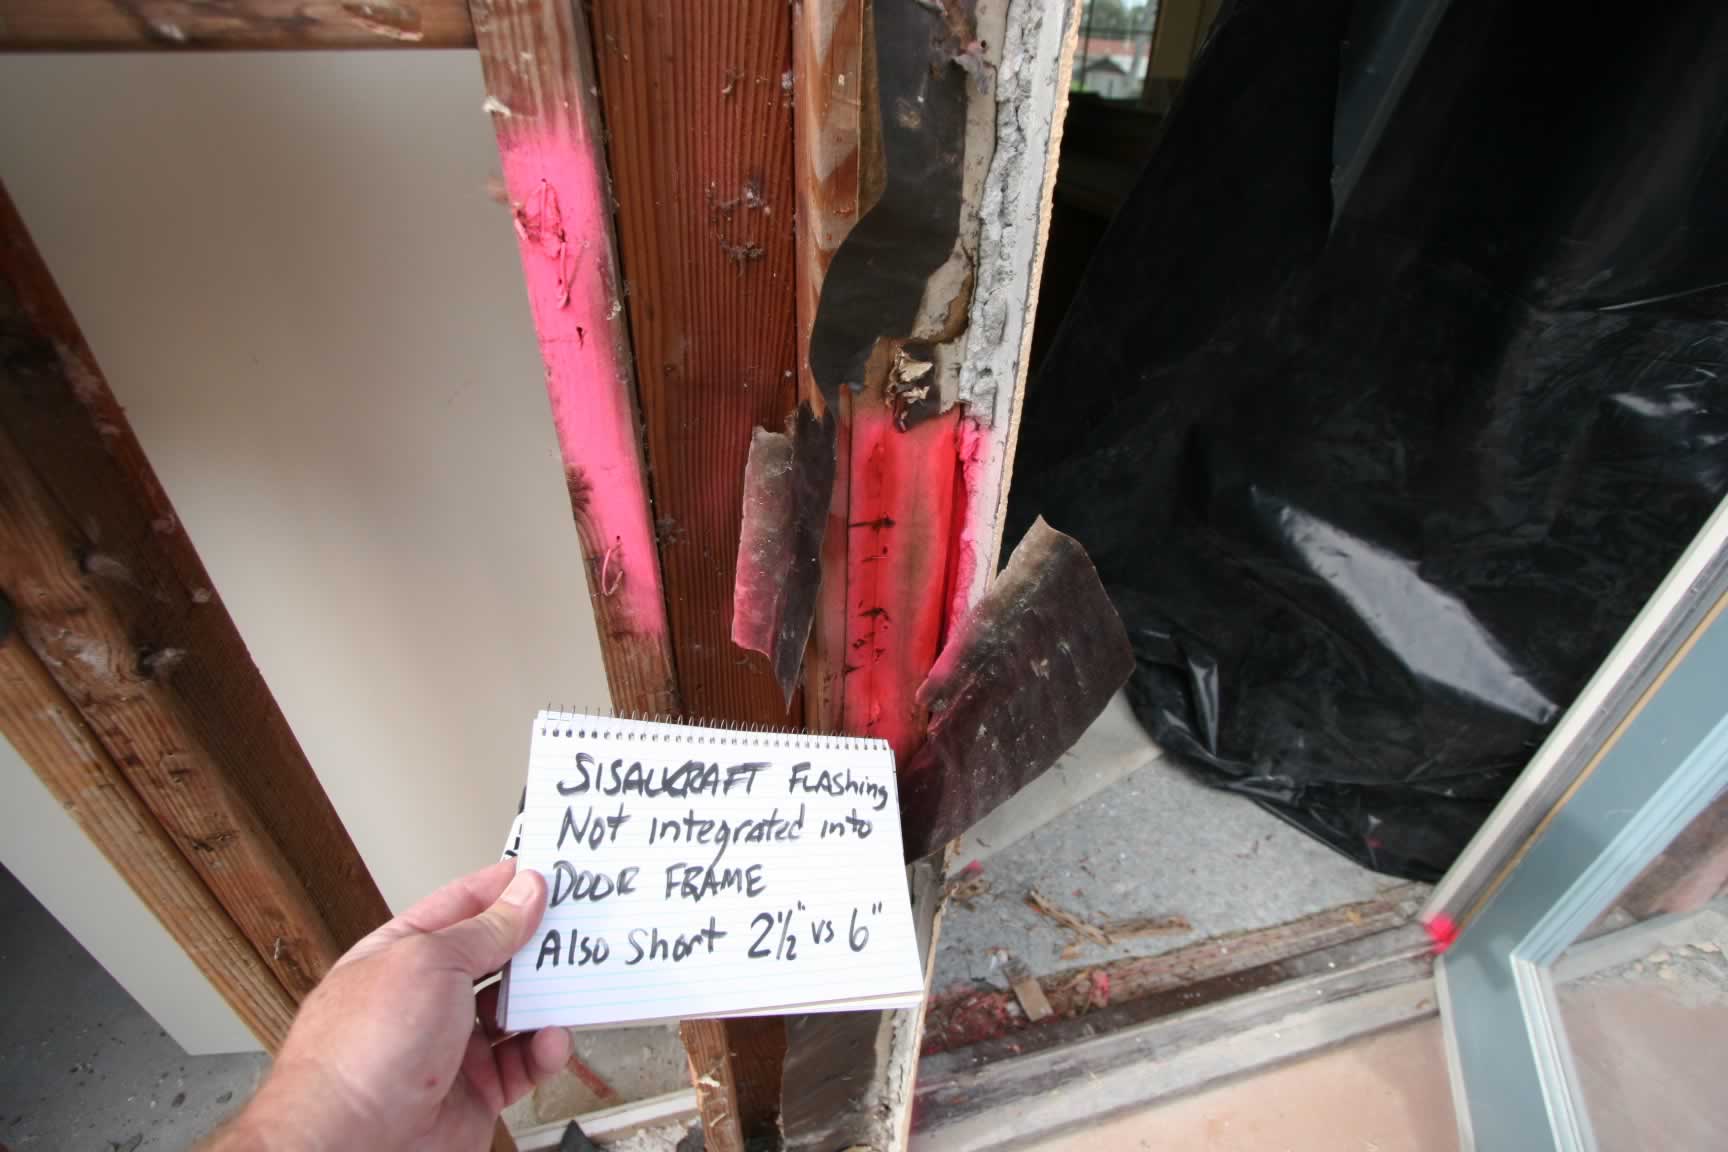 SISALKRAFT FLAShing
Not integrated into
DOOR FRAME
Also Short 2½" vs 6"